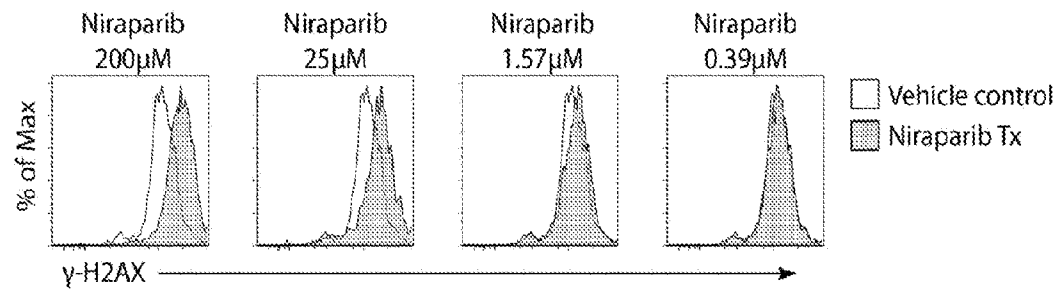 Niraparib 200μM
Niraparib 25μM
Niraparib 1.57μM
Niraparib 0.39μM
% of Max
Vehicle control
Niraparib Tx
γ-H2AX